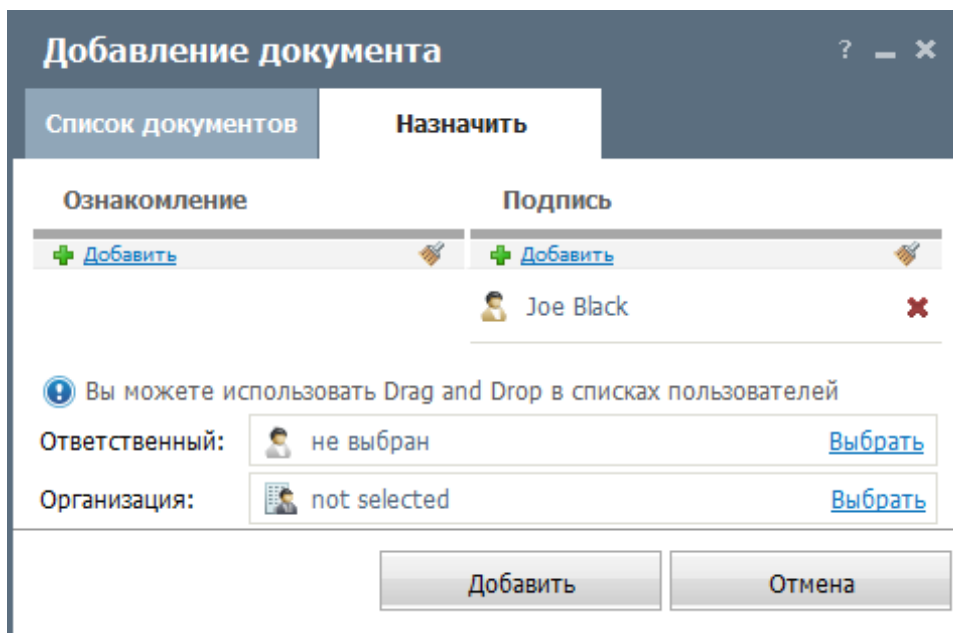 Добавление документа ?
Список документов Назначить
Ознакомление Подпись
Добавить Добавить
Joe Black
Вы можете использовать Drag and Drop в списках пользователей
Ответственный: не выбран Выбрать
Организация: not selected Выбрать
Добавить Отмена